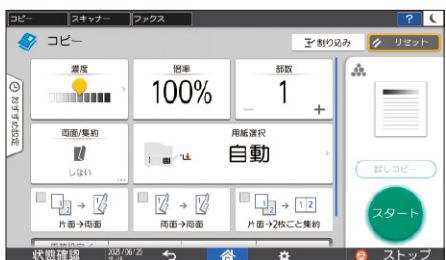 コピー
スキャナー
ファクス
?
コピー
割り込み
リセット
おすすめ設定
濃度
倍率
100%
部数
1
− +
両面/集約
しない
用紙選択
自動
片面→両面
両面→両面
片面→2枚ごと集約
試しコピー
スタート
状態確認
2023/06/25
ストップ